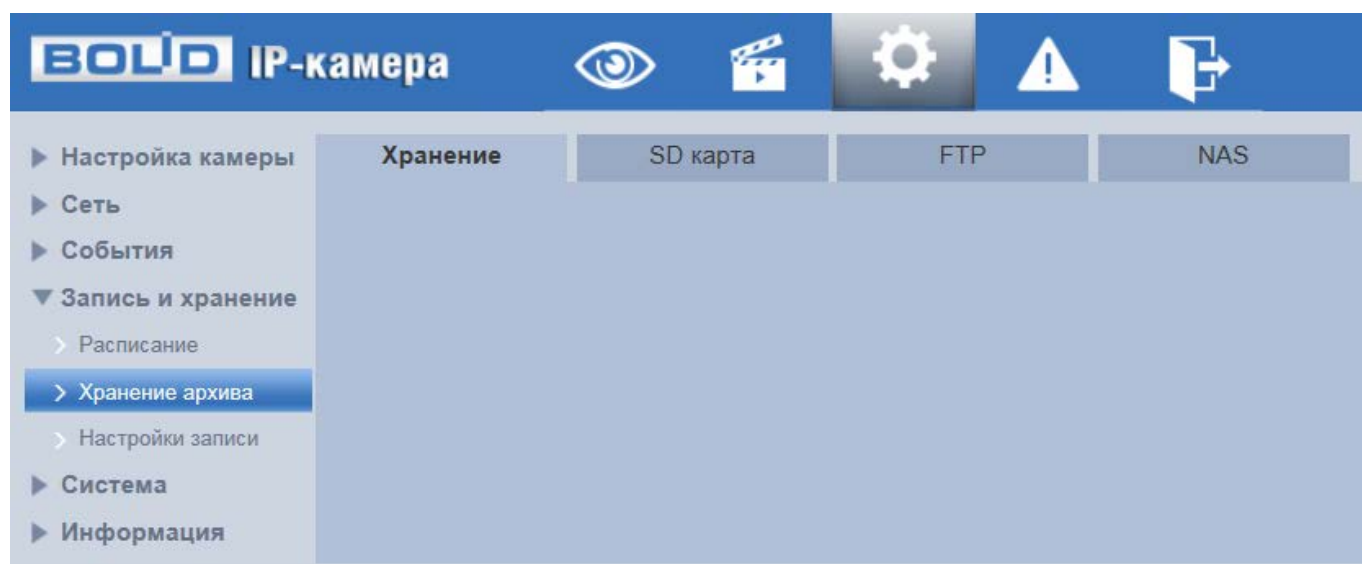 BOLID IP-камера
Настройка камеры
Хранение
SD карта
FTP
NAS
Сеть
События
Запись и хранение
Расписание
Хранение архива
Настройки записи
Система
Информация